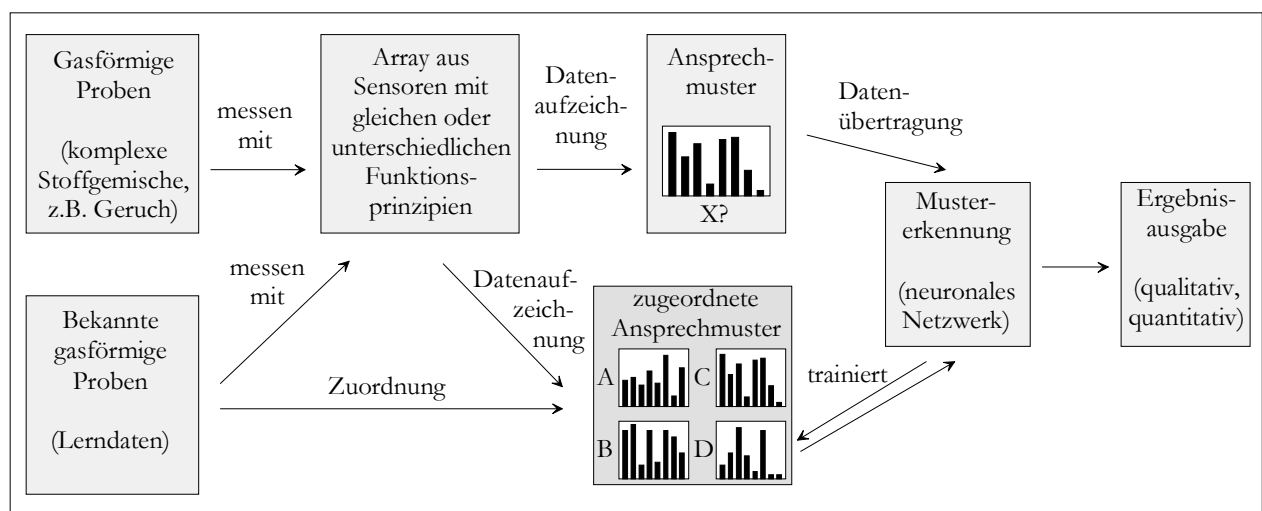 Gasförmige
Proben
(komplexe
Stoffgemische,
z.B. Geruch)
messen
mit
Array aus
Sensoren mit
gleichen oder
unterschiedlichen
Funktions-
prinzipien
Daten-
aufzeich-
nung
Ansprech-
muster
X?
Daten-
übertragung
Muster-
erkennung
(neuronales
Netzwerk)
Ergebnis-
ausgabe
(qualitativ,
quantitativ)
messen
mit
Datenauf-
zeich-
nung
Bekannte
gasförmige
Proben
(Lerndaten)
Zuordnung
zugeordnete
Ansprechmuster
A
C
B
D
trainiert